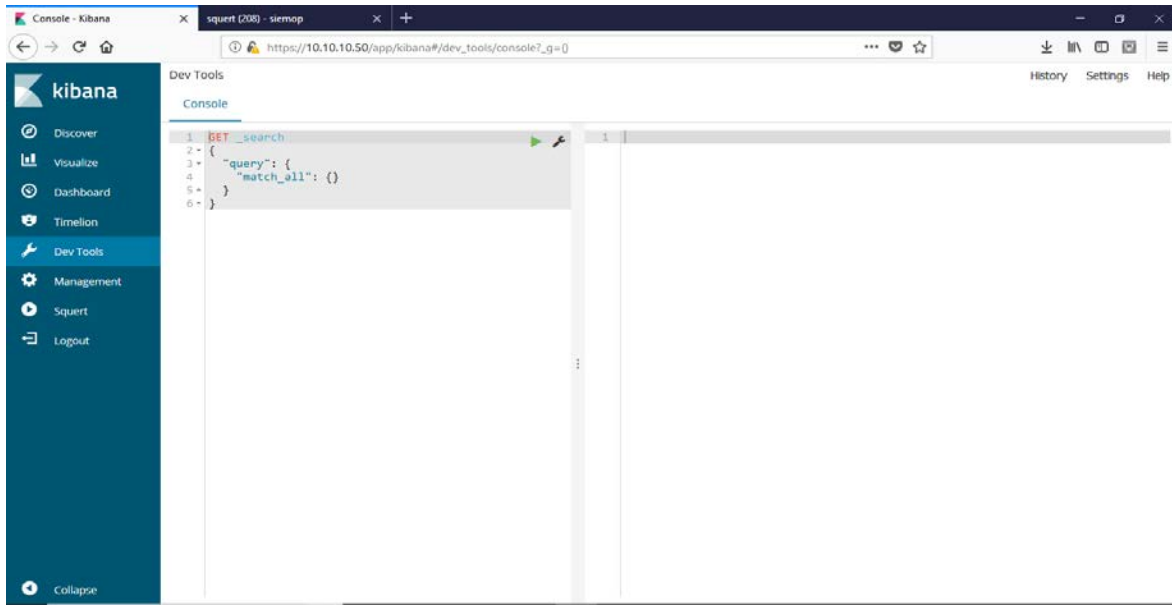 Console - Kibana
squert (208) - siemop
https://10.10.10.50/app/kibana#/dev_tools/console?_g=()
kibana
Discover
Visualize
Dashboard
Timelion
Dev Tools
Management
Squert
Logout
Collapse
Dev Tools
History Settings Help
Console
1 GET _search
2 {
3 "query": {
4 "match_all": {}
5 }
6 }
1